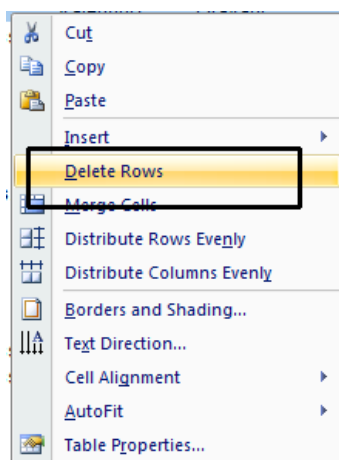 Cut
Copy
Paste
Insert
Delete Rows
Merge Cells
Distribute Rows Evenly
Distribute Columns Evenly
Borders and Shading...
Text Direction...
Cell Alignment
AutoFit
Table Properties...